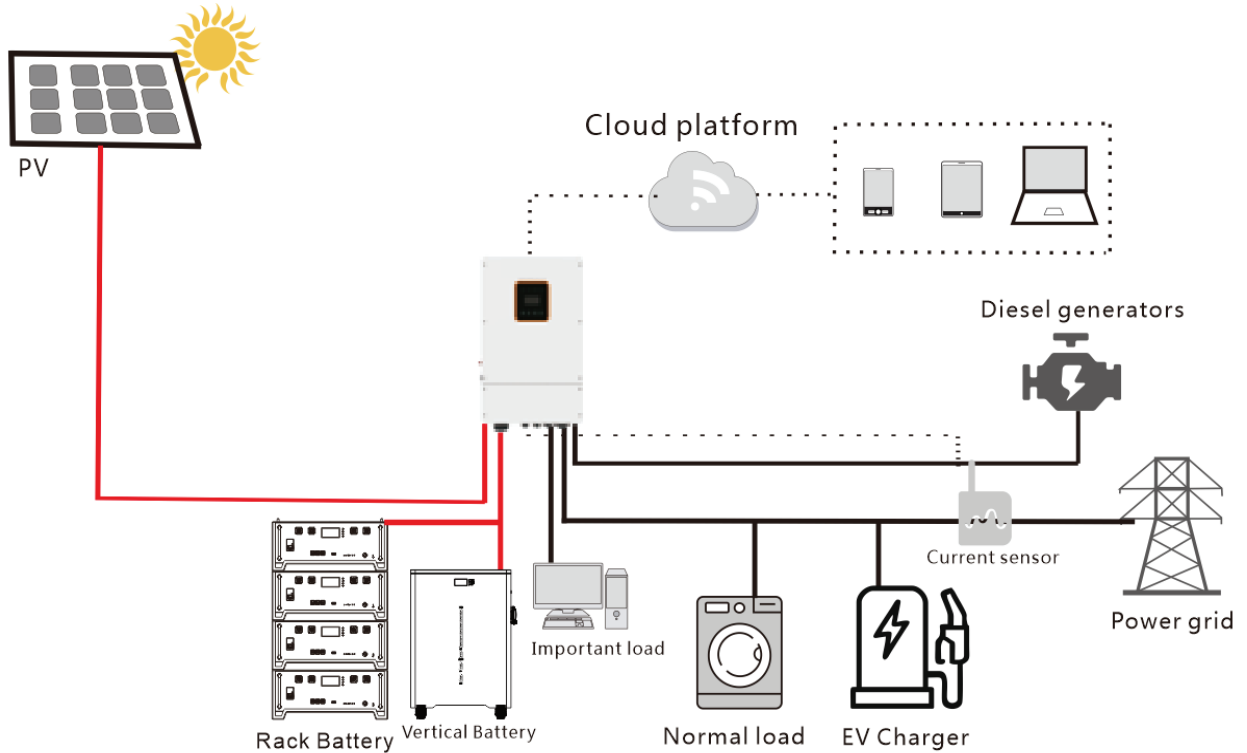 PV
Cloud platform
Diesel generators
Current sensor
Power grid
Important load
Rack Battery
Vertical Battery
Normal load
EV Charger